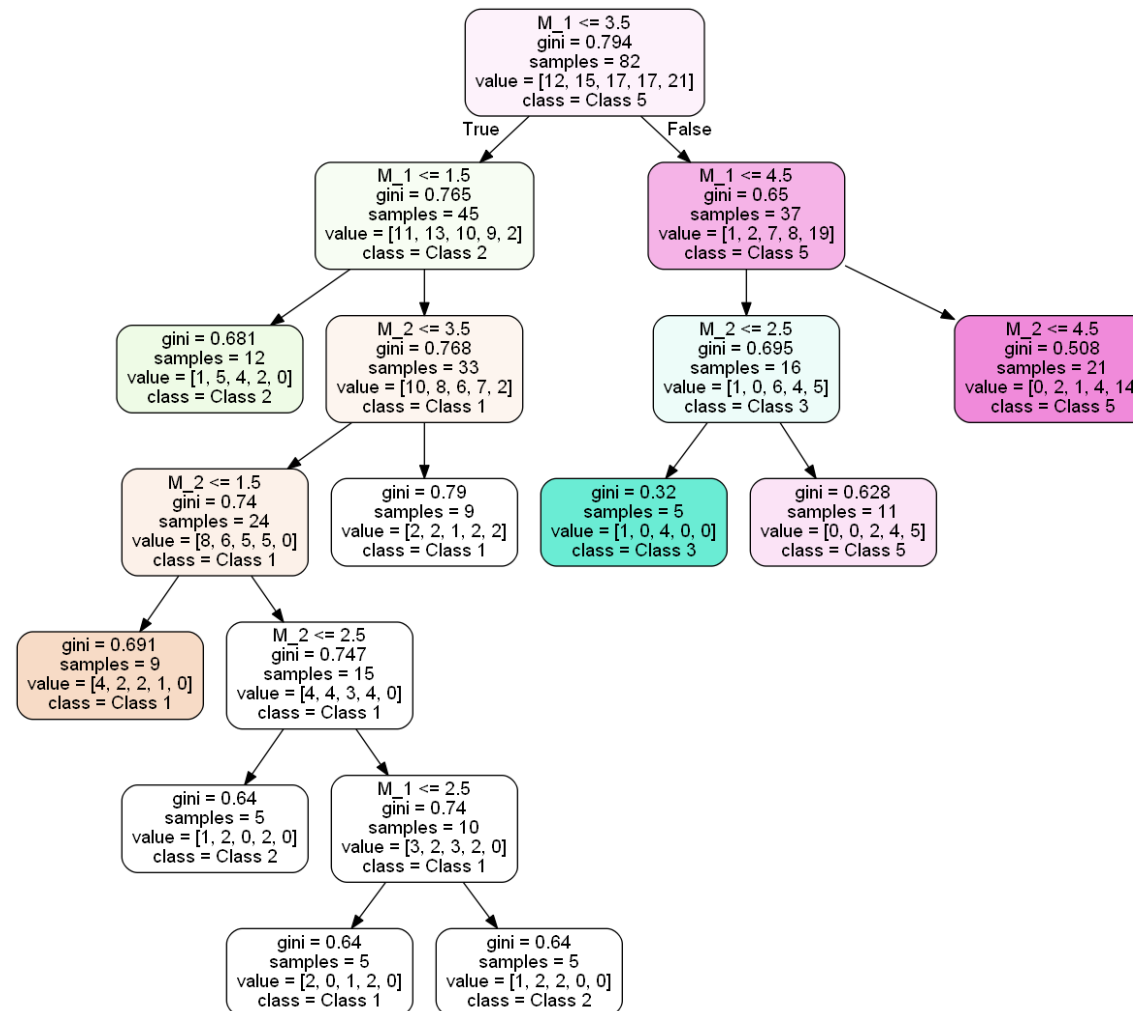 M_1 <= 3.5
gini = 0.794
samples = 82
value = [12, 15, 17, 17, 21]
class = Class 5
True
False
M_1 <= 1.5
gini = 0.765
samples = 45
value = [11, 13, 10, 9, 2]
class = Class 2
M_1 <= 4.5
gini = 0.65
samples = 37
value = [1, 2, 7, 8, 19]
class = Class 5
gini = 0.681
samples = 12
value = [1, 5, 4, 2, 0]
class = Class 2
M_2 <= 3.5
gini = 0.768
samples = 33
value = [10, 8, 6, 7, 2]
class = Class 1
M_2 <= 2.5
gini = 0.695
samples = 16
value = [1, 0, 6, 4, 5]
class = Class 3
M_2 <= 4.5
gini = 0.508
samples = 21
value = [0, 2, 1, 4, 14
class = Class 5
M_2 <= 1.5
gini = 0.74
samples = 24
value = [8, 6, 5, 5, 0]
class = Class 1
gini = 0.79
samples = 9
value = [2, 2, 1, 2, 2]
class = Class 1
gini = 0.32
samples = 5
value = [1, 0, 4, 0, 0]
class = Class 3
gini = 0.628
samples = 11
value = [0, 0, 2, 4, 5]
class = Class 5
gini = 0.691
samples = 9
value = [4, 2, 2, 1, 0]
class = Class 1
M_2 <= 2.5
gini = 0.747
samples = 15
value = [4, 4, 3, 4, 0]
class = Class 1
gini = 0.64
samples = 5
value = [1, 2, 0, 2, 0]
class = Class 2
M_1 <= 2.5
gini = 0.74
samples = 10
value = [3, 2, 3, 2, 0]
class = Class 1
gini = 0.64
samples = 5
value = [2, 0, 1, 2, 0]
class = Class 1
gini = 0.64
samples = 5
value = [1, 2, 2, 0, 0]
class = Class 2